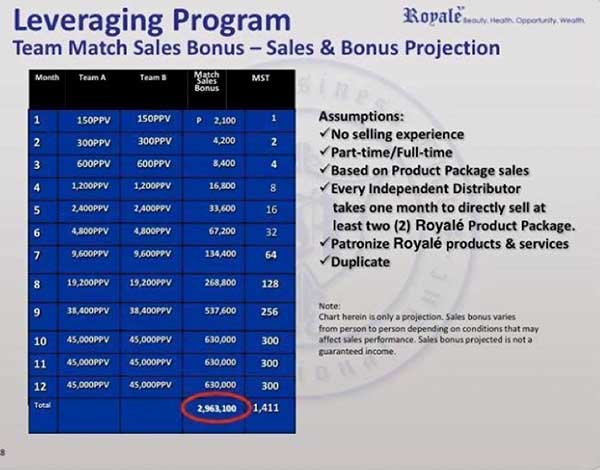 Leveraging Program
Royalē Beauty. Health. Opportunity. Wealth.
Team Match Sales Bonus – Sales & Bonus Projection
Month Team A Team B Match Sales Bonus MST
1 150PPV 150PPV P 2,100 1
2 300PPV 300PPV 4,200 2
3 600PPV 600PPV 8,400 4
4 1,200PPV 1,200PPV 16,800 8
5 2,400PPV 2,400PPV 33,600 16
6 4,800PPV 4,800PPV 67,200 32
7 9,600PPV 9,600PPV 134,400 64
8 19,200PPV 19,200PPV 268,800 128
9 38,400PPV 38,400PPV 537,600 256
10 45,000PPV 45,000PPV 630,000 300
11 45,000PPV 45,000PPV 630,000 300
12 45,000PPV 45,000PPV 630,000 300
Total 2,963,100 1,411
Assumptions:
✓No selling experience
✓Part-time/Full-time
✓Based on Product Package sales
✓Every Independent Distributor
takes one month to directly sell at
least two (2) Royalé Product Package.
✓Patronize Royalé products & services
✓Duplicate
Note:
Chart herein is only a projection. Sales bonus varies
from person to person depending on conditions that may
affect sales performance. Sales bonus projected is not a
guaranteed income.
8